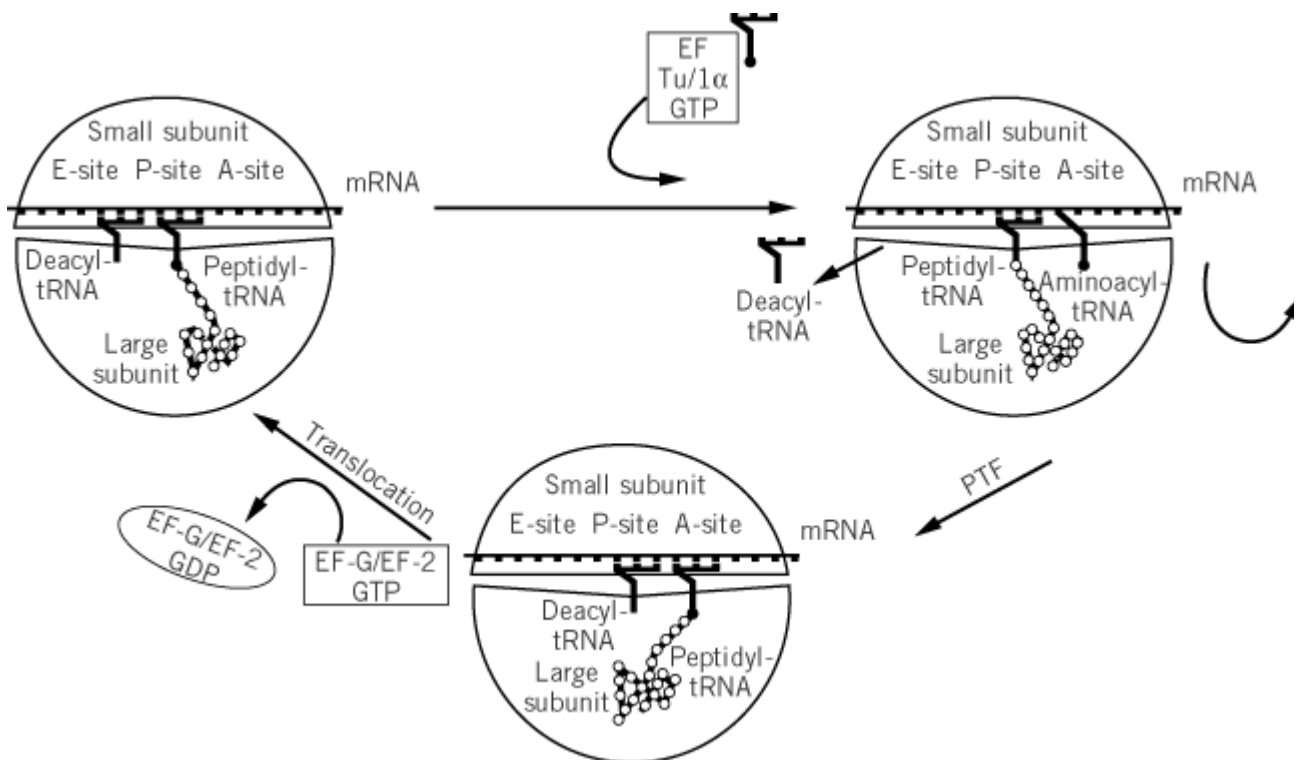 EF
Tu/1α
GTP
Small subunit
E-site P-site A-site
mRNA
Deacyl-
tRNA
Peptidyl-
tRNA
Large
subunit
Small subunit
E-site P-site A-site
mRNA
Deacyl-
tRNA
Peptidyl-
tRNA
Aminoacyl-
tRNA
Large
subunit
Translocation
PTF
EF-G/EF-2
GDP
EF-G/EF-2
GTP
Small subunit
E-site P-site A-site
mRNA
Deacyl-
tRNA
Peptidyl-
tRNA
Large
subunit